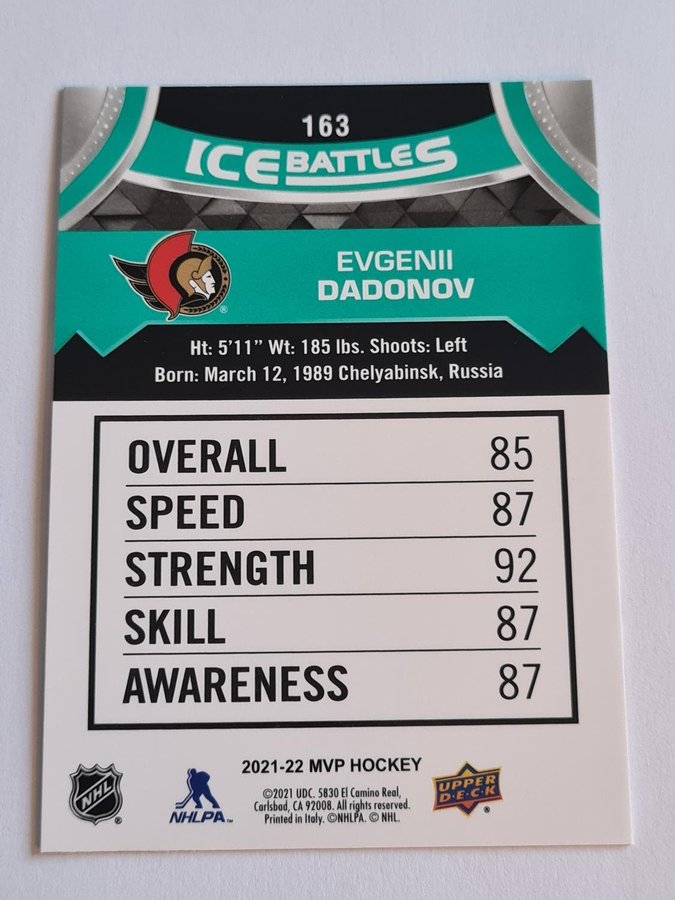 163
ICE BATTLES
EVGENII
DADONOV
Ht: 5'11" Wt: 185 lbs. Shoots: Left
Born: March 12, 1989 Chelyabinsk, Russia
OVERALL 85
SPEED 87
STRENGTH 92
SKILL 87
AWARENESS 87
2021-22 MVP HOCKEY
©2021 UDC. 5830 El Camino Real,
Carlsbad, CA 92008. All rights reserved.
Printed in Italy. ©NHLPA. © NHL.
NHL ®
NHLPA™
UPPER
D·E·C·K
®